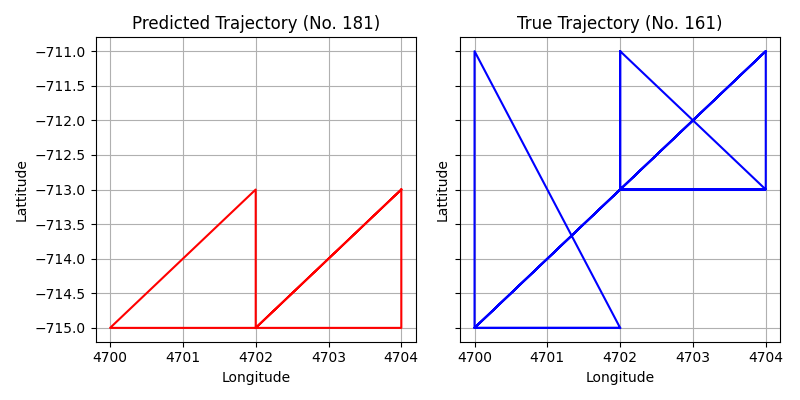 Predicted Trajectory (No. 181)
True Trajectory (No. 161)
−711.0
−711.5
−712.0
−712.5
−713.0
−713.5
−714.0
−714.5
−715.0
Lattitude
Lattitude
4700 4701 4702 4703 4704
4700 4701 4702 4703 4704
Longitude
Longitude